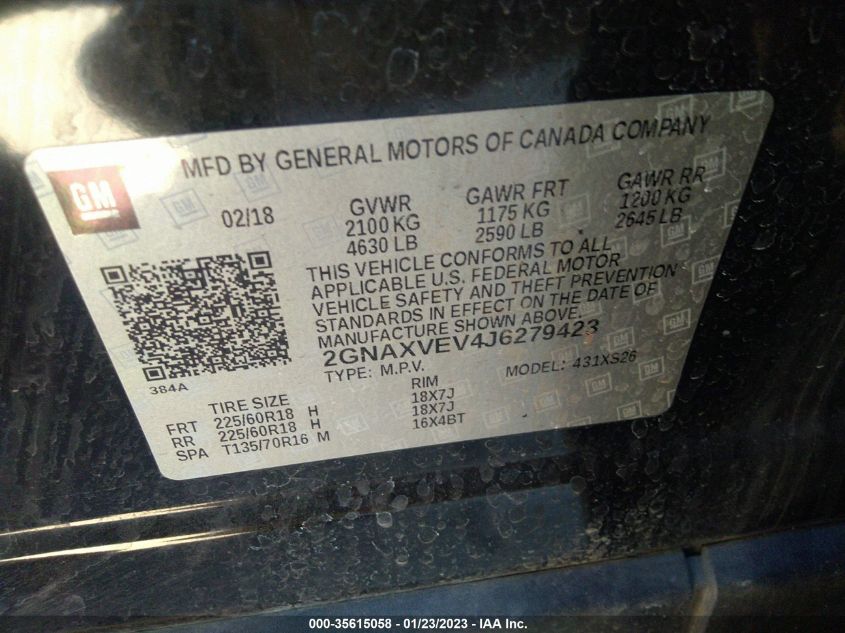 MFD BY GENERAL MOTORS OF CANADA COMPANY
GM
02/18
GVWR GAWR FRT GAWR RR
2100 KG 1175 KG 1200 KG
4630 LB 2590 LB 2645 LB
THIS VEHICLE CONFORMS TO ALL
APPLICABLE U.S. FEDERAL MOTOR
VEHICLE SAFETY AND THEFT PREVENTION
STANDARDS IN EFFECT ON THE DATE OF
MANUFACTURE SHOWN ABOVE.
2GNAXVEV4J6279423
TYPE: M.P.V. MODEL: 431XS26
384A
TIRE SIZE RIM
FRT 225/60R18 H 18X7J
RR 225/60R18 H 18X7J
SPA T135/70R16 M 16X4BT
000-35615058 - 01/23/2023 - IAA Inc.